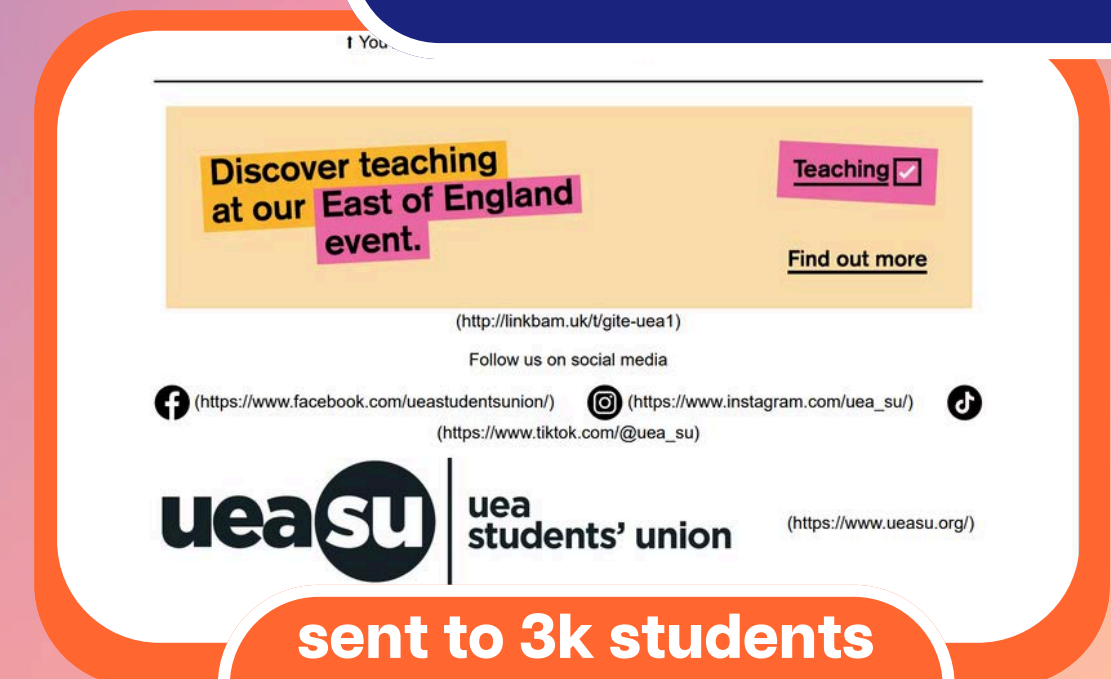 ↑ You
Discover teaching
at our East of England
event.
Teaching
Find out more
(http://linkbam.uk/t/gite-uea1)
Follow us on social media
(https://www.facebook.com/ueastudentsunion/) (https://www.instagram.com/uea_su/)
(https://www.tiktok.com/@uea_su)
ueasu
uea
students’ union
(https://www.ueasu.org/)
sent to 3k students